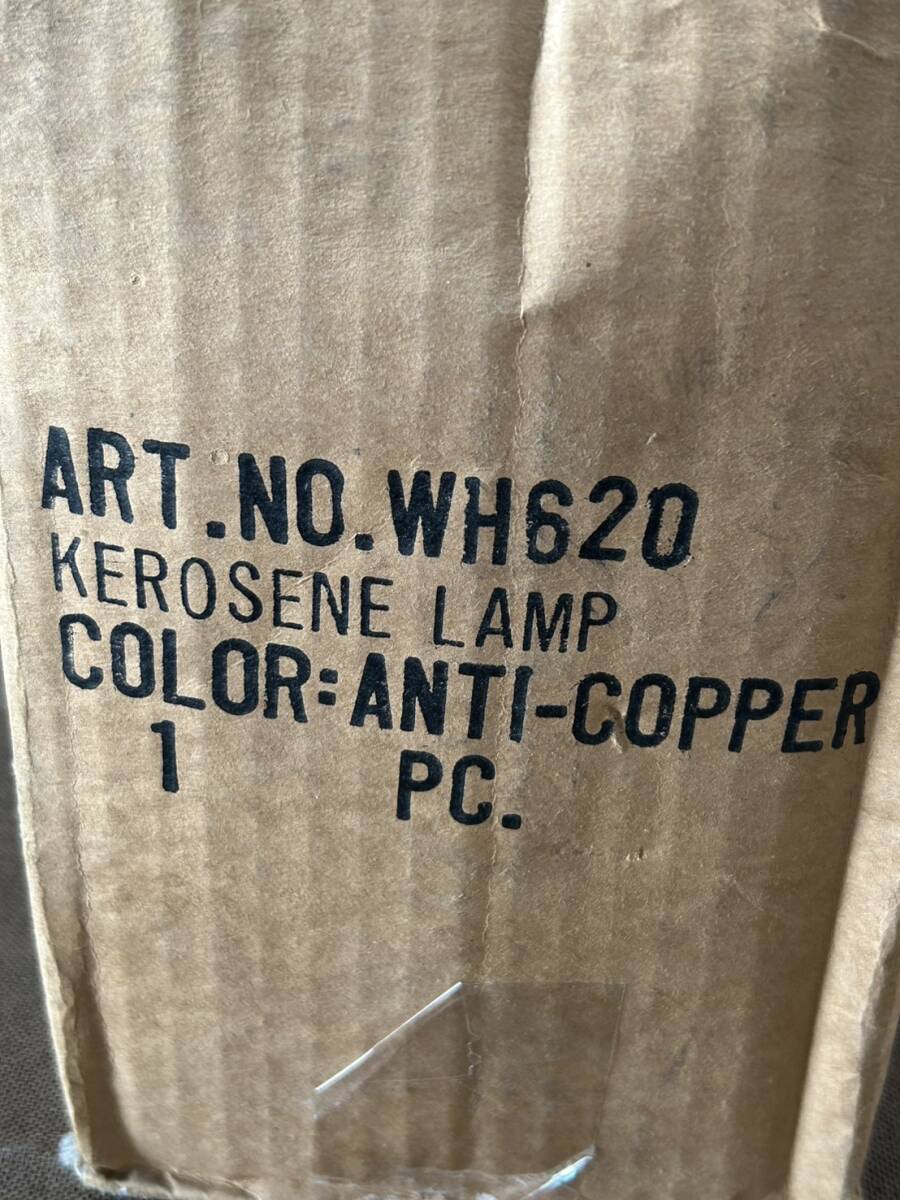 ART.NO.WH620
KEROSENE LAMP
COLOR:ANTI-COPPER
1 PC.